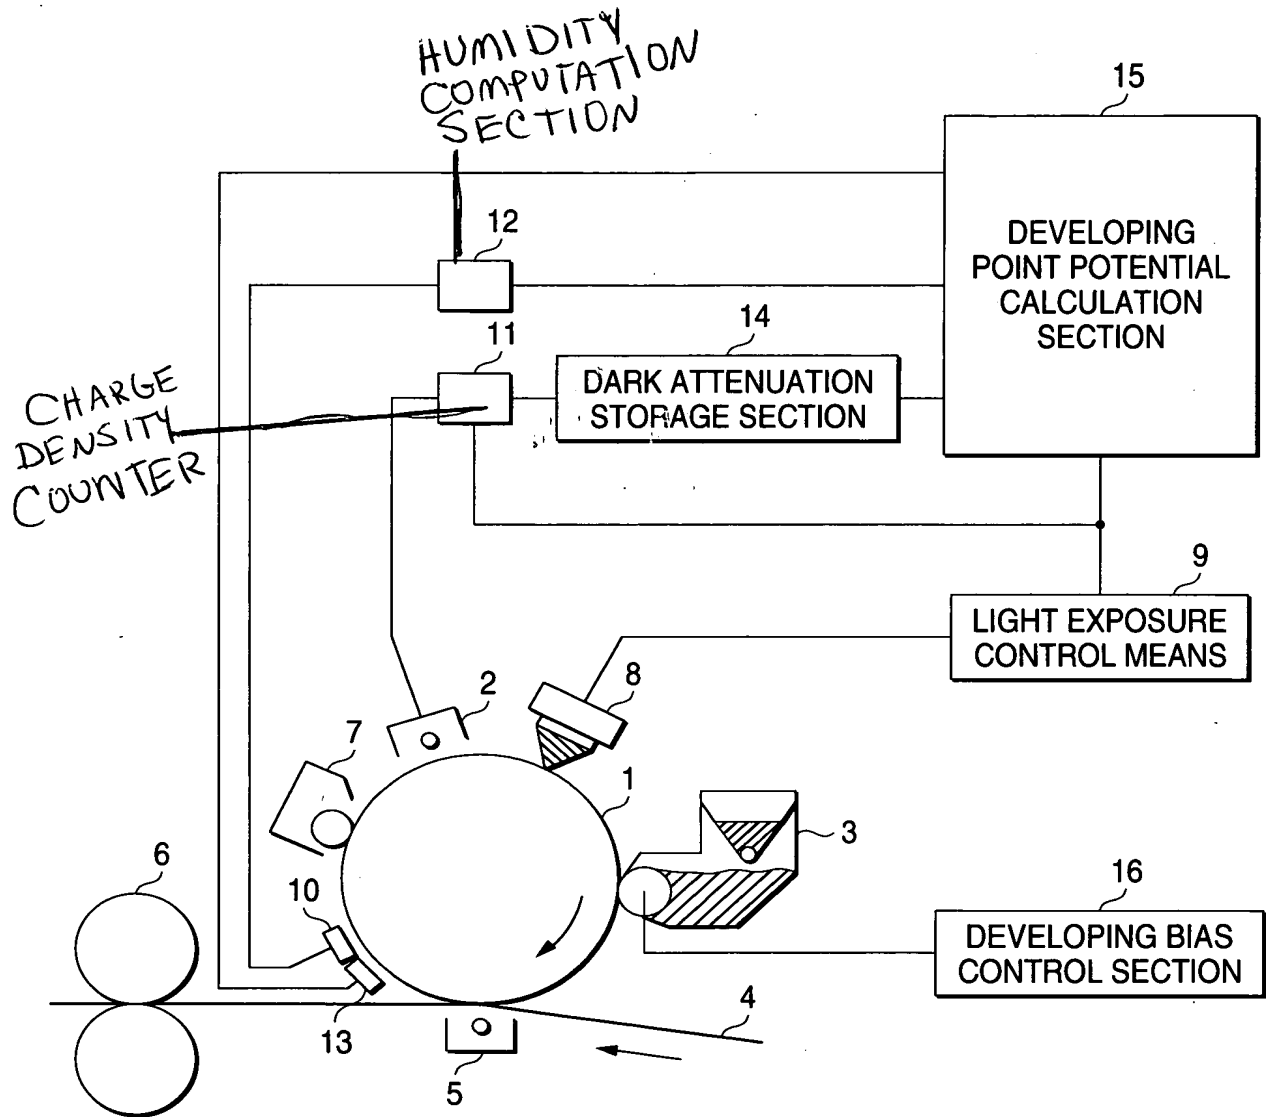 HUMIDITY
COMPUTATION
SECTION
15
12
DEVELOPING
POINT POTENTIAL
CALCULATION
SECTION
11
14
DARK ATTENUATION
STORAGE SECTION
CHARGE
DENSITY
COUNTER
9
LIGHT EXPOSURE
CONTROL MEANS
2
8
7
1
3
6
10
16
DEVELOPING BIAS
CONTROL SECTION
4
13
5